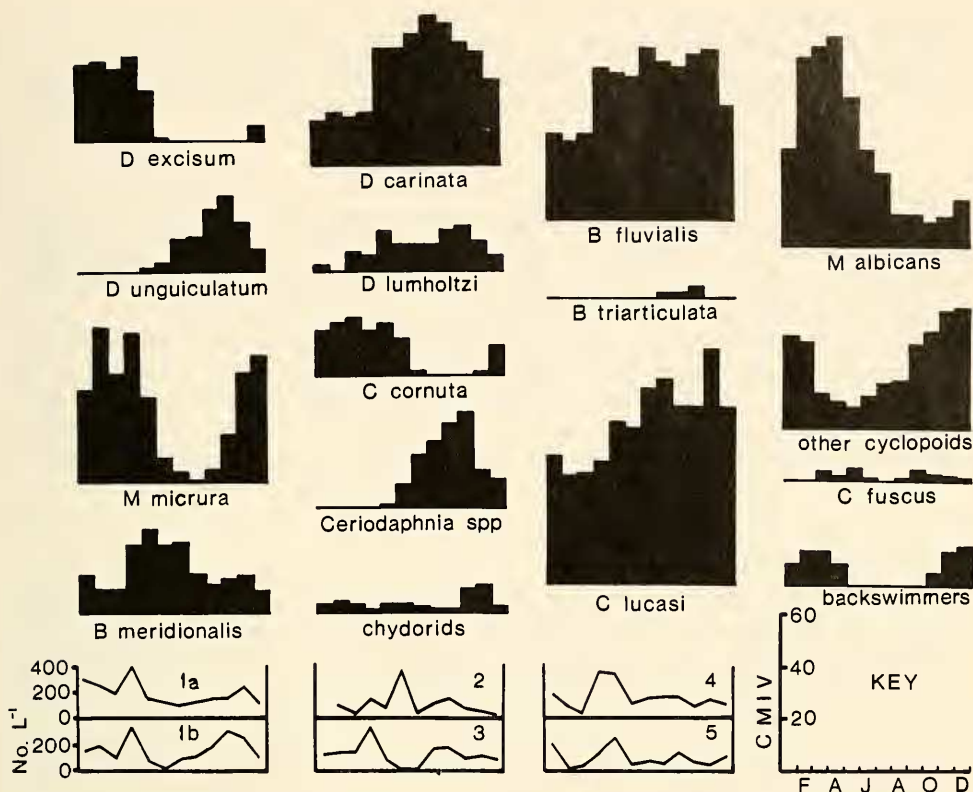 D excisum
D carinata
B fluvialis
M albicans
D unguiculatum
D lumholtzi
B triarticulata
C cornuta
other cyclopoids
M micrura
Ceriodaphnia spp
C fuscus
B meridionalis
chydorids
C lucasi
backswimmers
No. L⁻¹
400
200
0
200
0
1a
1b
2
3
4
5
CMIV
60
40
20
KEY
F A J A O D